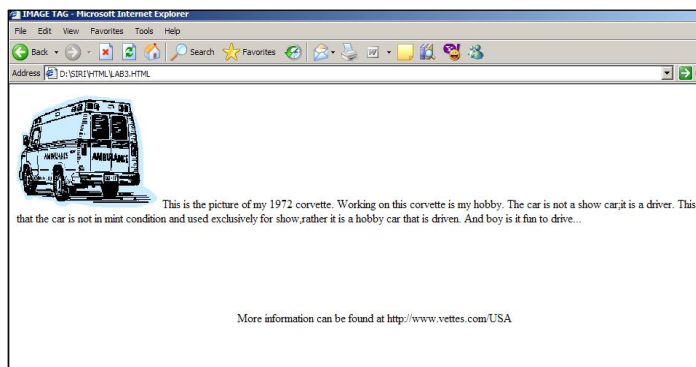 IMAGE TAG - Microsoft Internet Explorer
File Edit View Favorites Tools Help
Back Search Favorites W
Address D:\SIRI\HTML\LAB3.HTML
AMBULANCE AMBULANCE
This is the picture of my 1972 corvette. Working on this corvette is my hobby. The car is not a show car;it is a driver. This
that the car is not in mint condition and used exclusively for show,rather it is a hobby car that is driven. And boy is it fun to drive...
More information can be found at http://www.vettes.com/USA